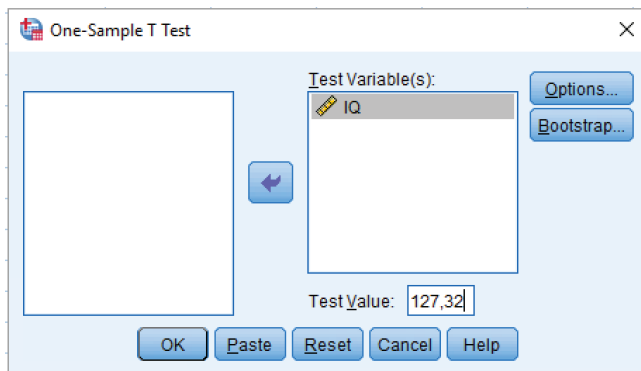 One-Sample T Test
Test Variable(s):
IQ
Options...
Bootstrap...
Test Value: 127,32
OK Paste Reset Cancel Help